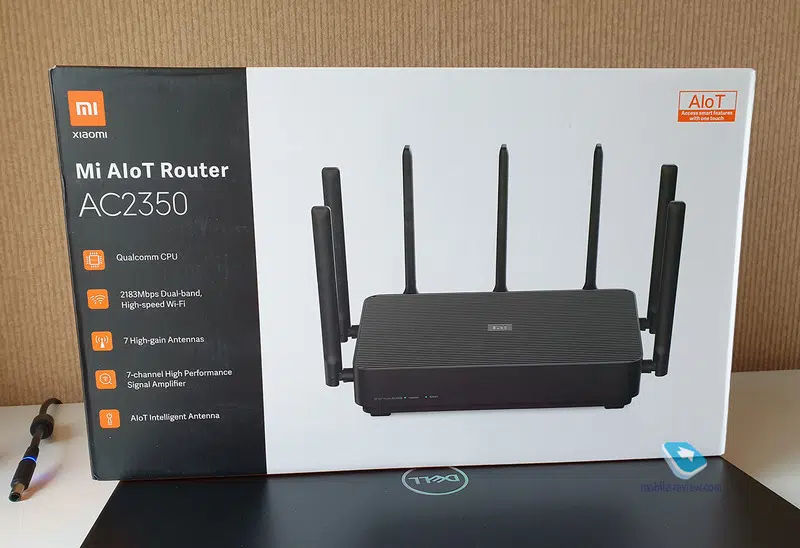 mi
xiaomi
Mi AIoT Router
AC2350
Qualcomm CPU
2183Mbps Dual-band,
High-speed Wi-Fi
7 High-gain Antennas
7-channel High Performance
Signal Amplifier
AIoT Intelligent Antenna
AIoT
Access smart features
with one touch
DELL
mobile-review.com